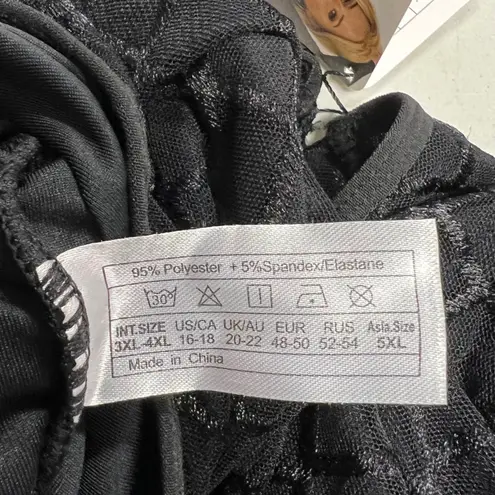 95% Polyester + 5%Spandex/Elastane
30°
INT.SIZE US/CA UK/AU EUR RUS Asia.Size
3XL-4XL 16-18 20-22 48-50 52-54 5XL
Made in China